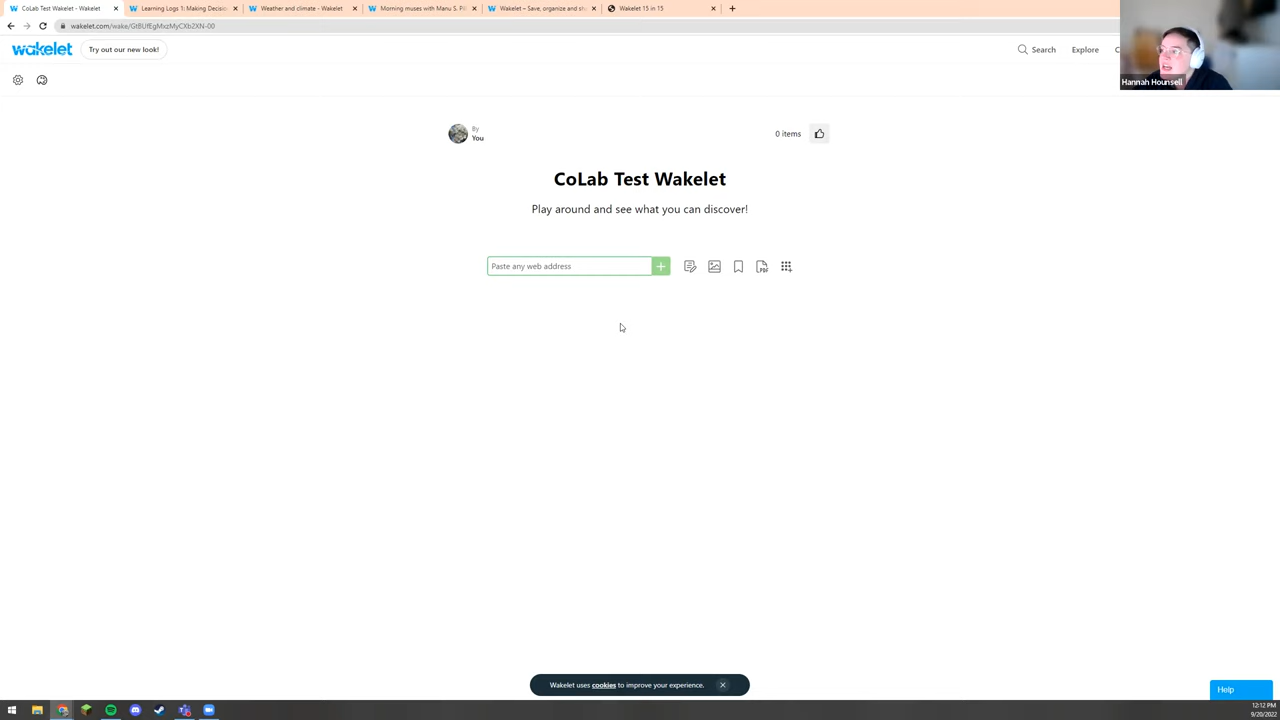 CoLab Test Wakelet - Wakelet
Learning Logs 1: Making Decisio
Weather and climate - Wakelet
Morning muses with Manu S. Pil
Wakelet – Save, organize and sh
Wakelet 15 in 15
wakelet.com/wake/GtBUfEgMxzMyCXb2XN-00
wakelet
Try out our new look!
Search
Explore
Hannah Hounsell
By
You
0 items
CoLab Test Wakelet
Play around and see what you can discover!
Paste any web address
PDF
Wakelet uses cookies to improve your experience.
Help
12:12 PM
9/20/2022